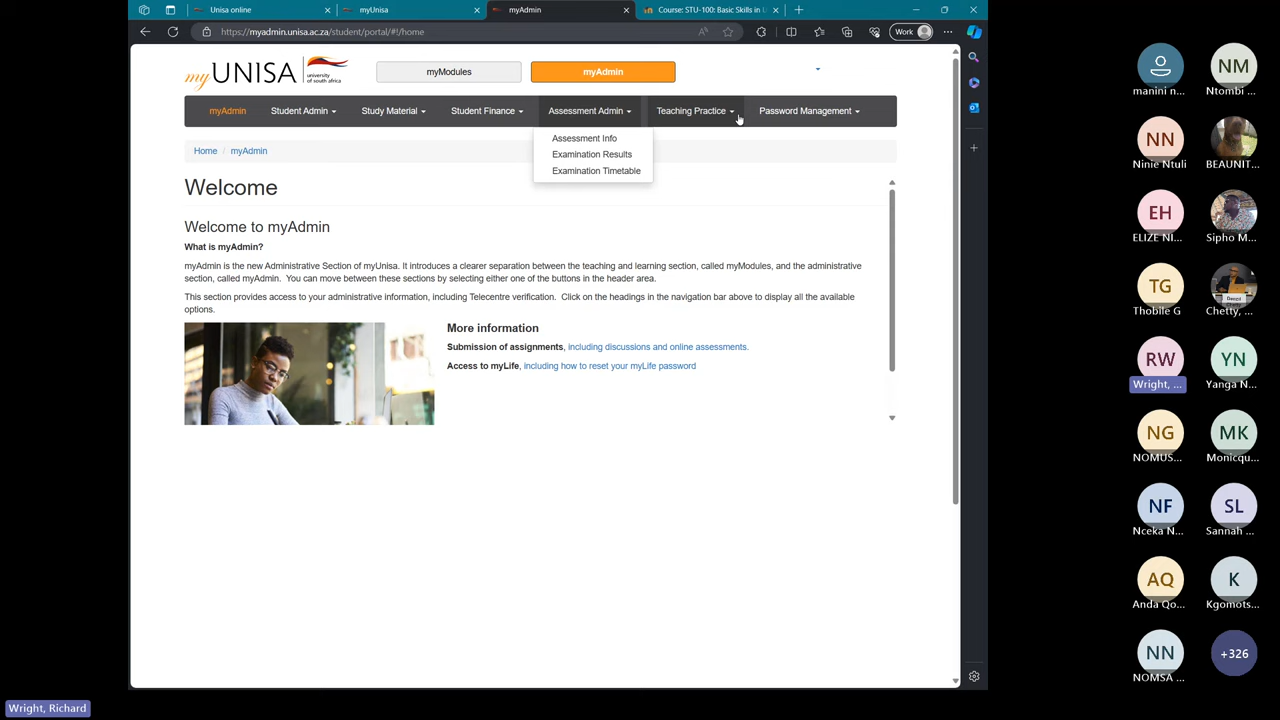 Unisa online
myUnisa
myAdmin
Course: STU-100: Basic Skills in L
https://myadmin.unisa.ac.za/student/portal/#!/home
Work
myUNISA
university
of south africa
myModules
myAdmin
myAdmin
Student Admin
Study Material
Student Finance
Assessment Admin
Teaching Practice
Password Management
Assessment Info
Examination Results
Examination Timetable
Home / myAdmin
Welcome
Welcome to myAdmin
What is myAdmin?
myAdmin is the new Administrative Section of myUnisa. It introduces a clearer separation between the teaching and learning section, called myModules, and the administrative
section, called myAdmin. You can move between these sections by selecting either one of the buttons in the header area.
This section provides access to your administrative information, including Telecentre verification. Click on the headings in the navigation bar above to display all the available
options.
More information
Submission of assignments, including discussions and online assessments.
Access to myLife, including how to reset your myLife password
manini n...
NM
Ntombi ...
NN
Ninie Ntuli
BEAUNIT...
EH
ELIZE NI...
Sipho M...
TG
Thobile G
Chetty, ...
RW
Wright, ...
YN
Yanga N...
NG
NOMUS...
MK
Monicqu...
NF
Nceka N...
SL
Sannah ...
AQ
Anda Qo...
K
Kgomots...
NN
NOMSA ...
+326
Wright, Richard